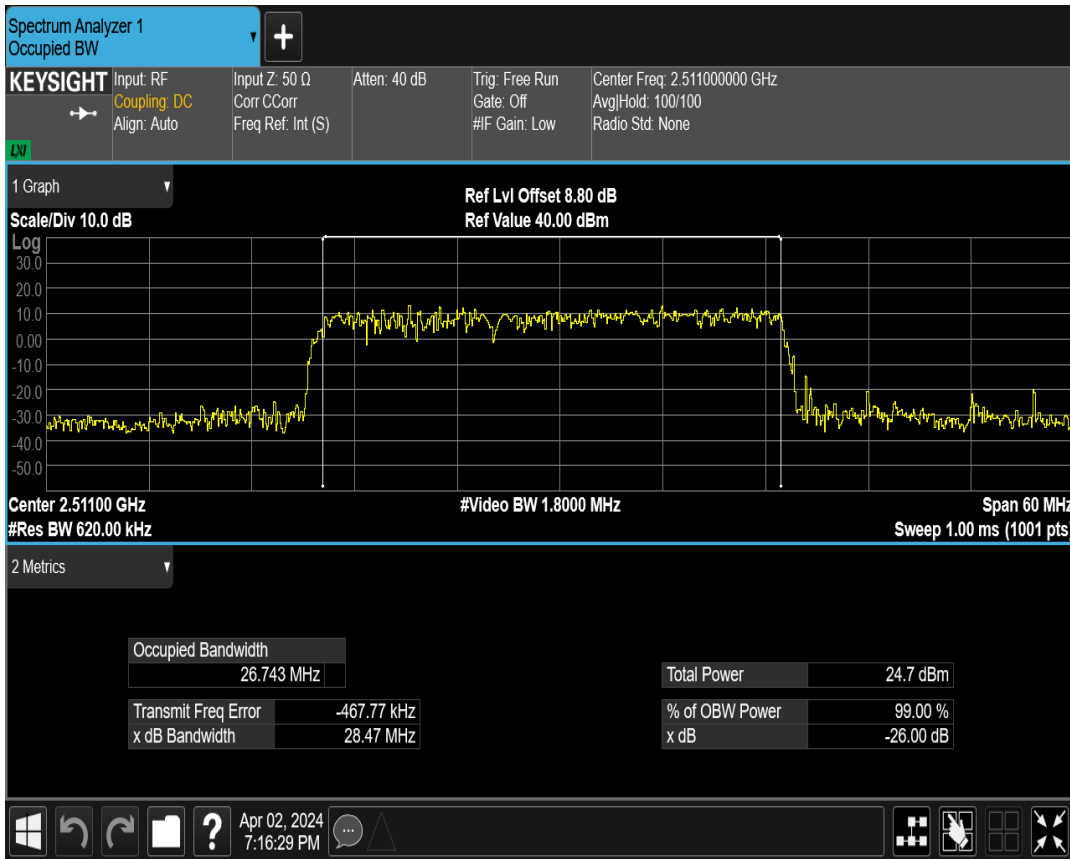 Spectrum Analyzer 1
Occupied BW
+
KEYSIGHT
LXI
Input: RF
Coupling: DC
Align: Auto
Input Z: 50 Ω
Corr CCorr
Freq Ref: Int (S)
Atten: 40 dB
Trig: Free Run
Gate: Off
#IF Gain: Low
Center Freq: 2.511000000 GHz
Avg|Hold: 100/100
Radio Std: None
1 Graph
Scale/Div 10.0 dB
Ref Lvl Offset 8.80 dB
Ref Value 40.00 dBm
Log
30.0
20.0
10.0
0.00
-10.0
-20.0
-30.0
-40.0
-50.0
Center 2.51100 GHz
#Video BW 1.8000 MHz
Span 60 MHz
#Res BW 620.00 kHz
Sweep 1.00 ms (1001 pts)
2 Metrics
Occupied Bandwidth
26.743 MHz
Total Power 24.7 dBm
Transmit Freq Error -467.77 kHz
% of OBW Power 99.00 %
x dB Bandwidth 28.47 MHz
x dB -26.00 dB
?
Apr 02, 2024
7:16:29 PM